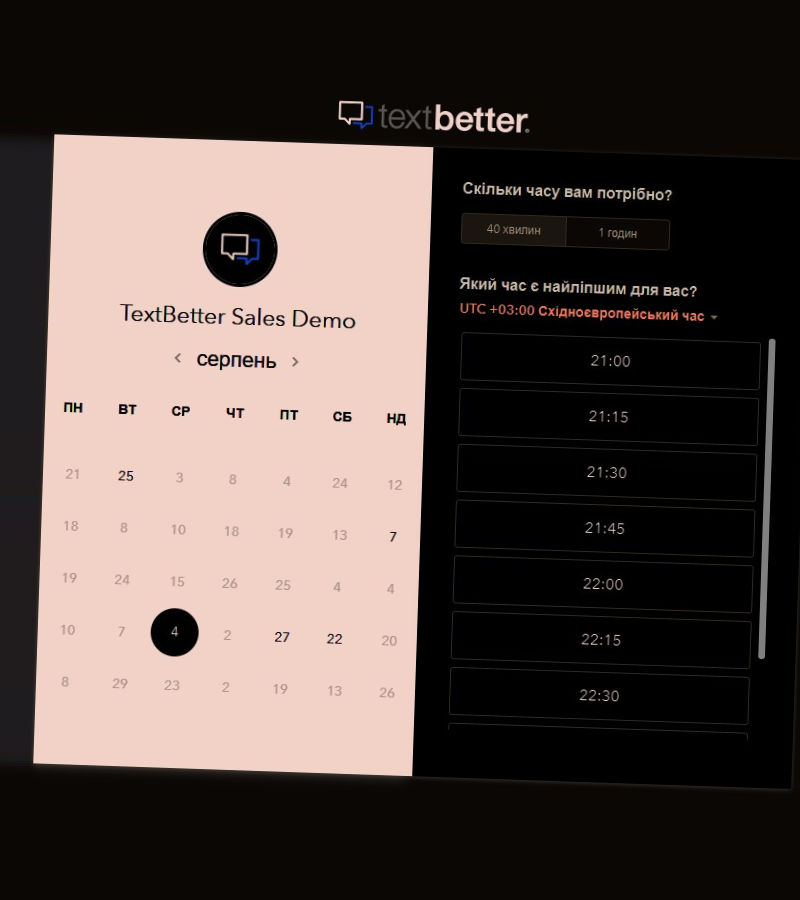 textbetter.
TextBetter Sales Demo
серпень
ПН ВТ СР ЧТ ПТ СБ НД
21 25 3 8 4 24 12
18 8 10 18 19 13 7
19 24 15 26 25 4 4
10 7 4 2 27 22 20
8 29 23 2 19 13 26
Скільки часу вам потрібно?
40 хвилин 1 годин
Який час є найліпшим для вас?
UTC +03:00 Східноєвропейський час
21:00
21:15
21:30
21:45
22:00
22:15
22:30